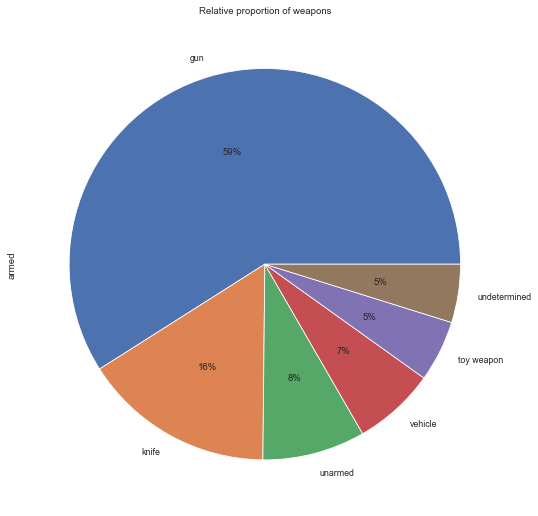 Relative proportion of weapons
gun
59%
armed
5%
undetermined
5%
toy weapon
7%
vehicle
16%
8%
knife
unarmed